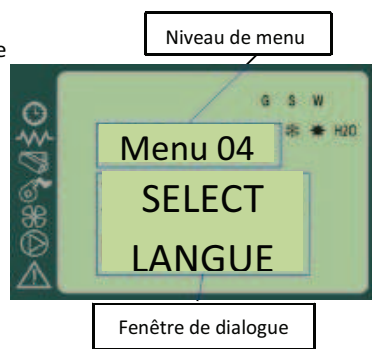 Niveau de menu
e
G S W
H2O
Menu 04
SELECT
LANGUE
Fenêtre de dialogue